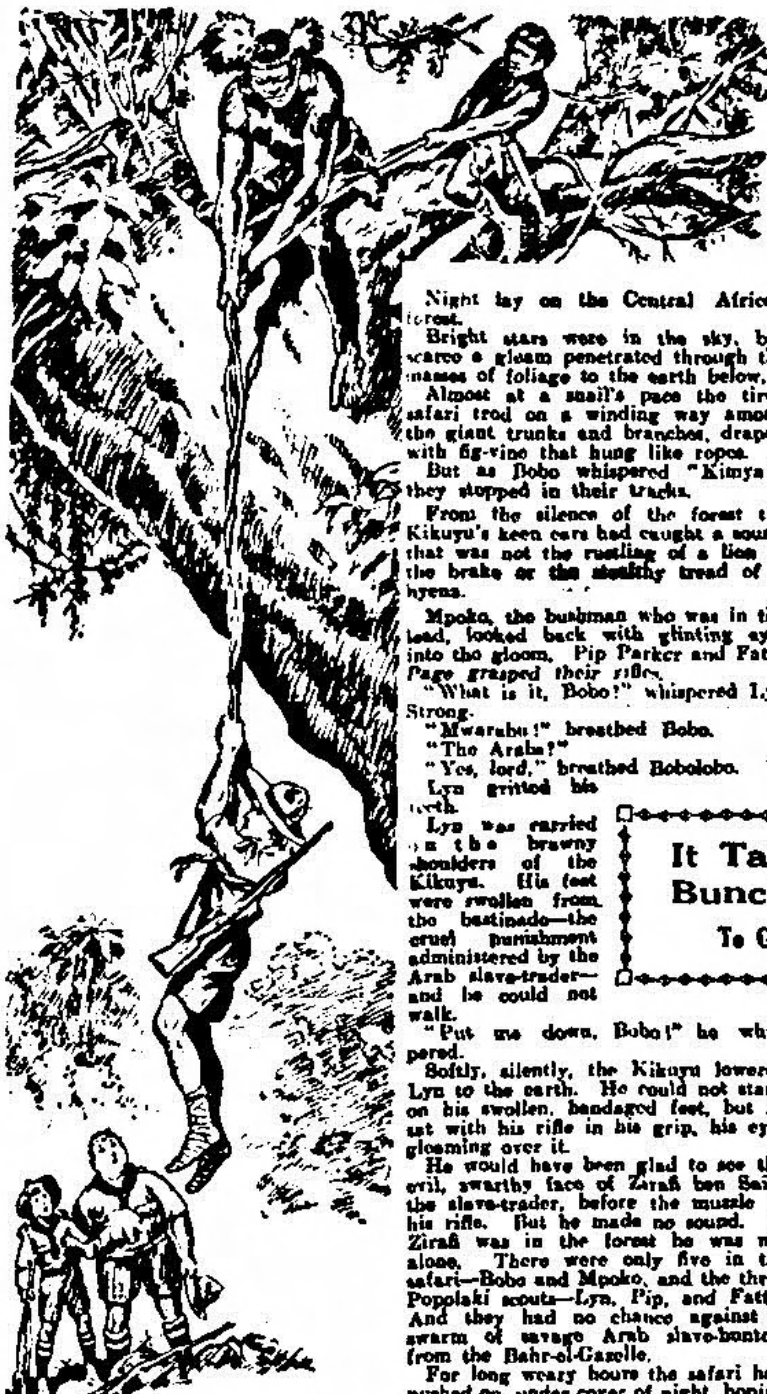 Night lay on the Central Afric
forest.
Bright stars were in the sky, b
scarce a gleam penetrated through t
masses of foliage to the earth below.
Almost at a snail's pace the tir
safari trod on a winding way amo
the giant trunks and branches, drap
with fig-vine that hung like ropes.
But as Bobo whispered "Kimya
they stopped in their tracks.
From the silence of the forest t
Kikuyu's keen ears had caught a soun
that was not the rustling of a lion
the brake or the stealthy tread of
hyena.
Mpoko, the bushman who was in t
lead, looked back with glinting ey
into the gloom. Pip Parker and Fat
Page grasped their rifles.
"What is it, Bobo?" whispered Ly
Strong.
"Mwarabu!" breathed Bobo.
"The Arabs?"
"Yes, lord," breathed Bobolobo.
Lyn gritted his
teeth.
Lyn was carried
on the brawny
shoulders of the
Kikuyu. His feet
were swollen from
the bastinado—the
cruel punishment
administered by the
Arab slave-trader—
and he could not
walk.
It Ta
Bunc
To G
"Put me down, Bobo!" he whi
pered.
Softly, silently, the Kikuyu lower
Lyn to the earth. He could not stan
on his swollen, bandaged feet, but
sat with his rifle in his grip, his ey
gleaming over it.
He would have been glad to see th
evil, swarthy face of Zirafi ben Sai
the slave-trader, before the muzzle
his rifle. But he made no sound.
Zirafi was in the forest he was n
alone. There were only five in t
safari—Bobo and Mpoko, and the thr
Popolaki scouts—Lyn, Pip, and Fatt
And they had no chance against
swarm of savage Arab slave-hunte
from the Bahr-el-Gazelle.
For long weary hours the safari ha
pushed on, under cover of night, hopi